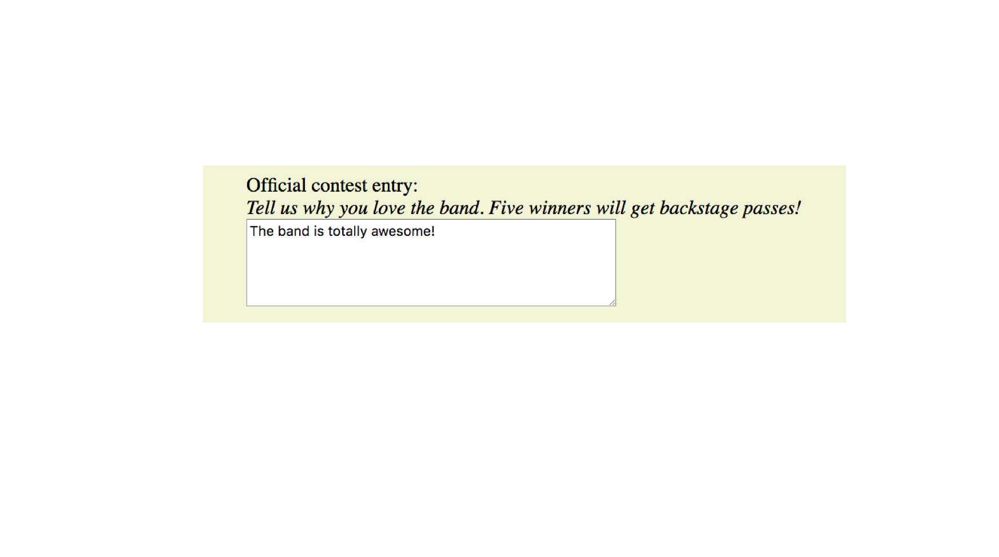 Official contest entry:
Tell us why you love the band. Five winners will get backstage passes!
The band is totally awesome!